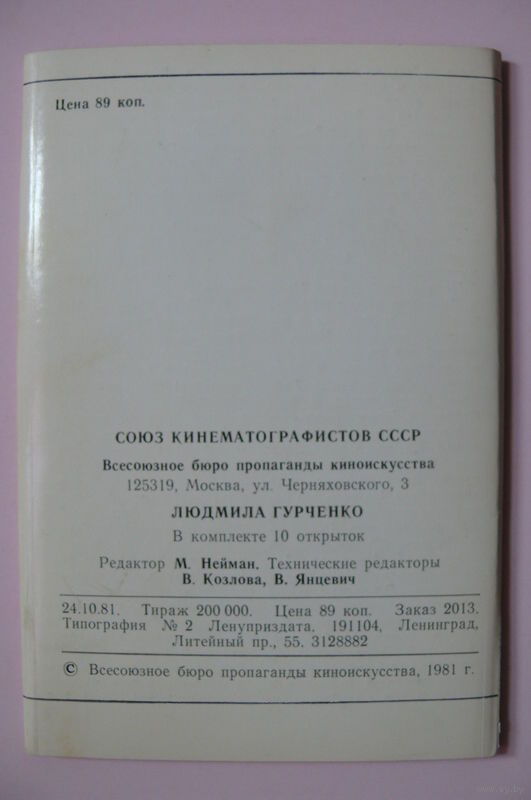 Цена 89 коп.
СОЮЗ КИНЕМАТОГРАФИСТОВ СССР
Всесоюзное бюро пропаганды киноискусства
125319, Москва, ул. Черняховского, 3
ЛЮДМИЛА ГУРЧЕНКО
В комплекте 10 открыток
Редактор М. Нейман. Технические редакторы
В. Козлова, В. Янцевич
24.10.81. Тираж 200 000. Цена 89 коп. Заказ 2013.
Типография № 2 Ленуприздата. 191104, Ленинград,
Литейный пр., 55. 3128882
© Всесоюзное бюро пропаганды киноискусства, 1981 г.